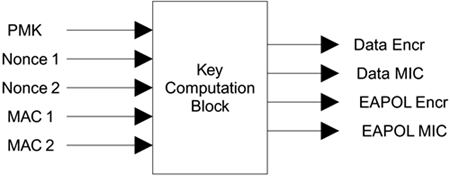 PMK
Nonce 1
Nonce 2
MAC 1
MAC 2
Key
Computation
Block
Data Encr
Data MIC
EAPOL Encr
EAPOL MIC